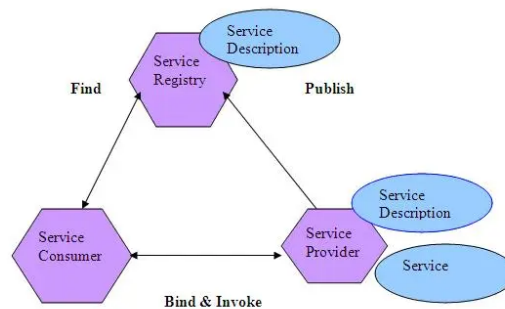 Service
Description
Service
Registry
Find
Publish
Service
Description
Service
Consumer
Service
Provider
Service
Bind & Invoke